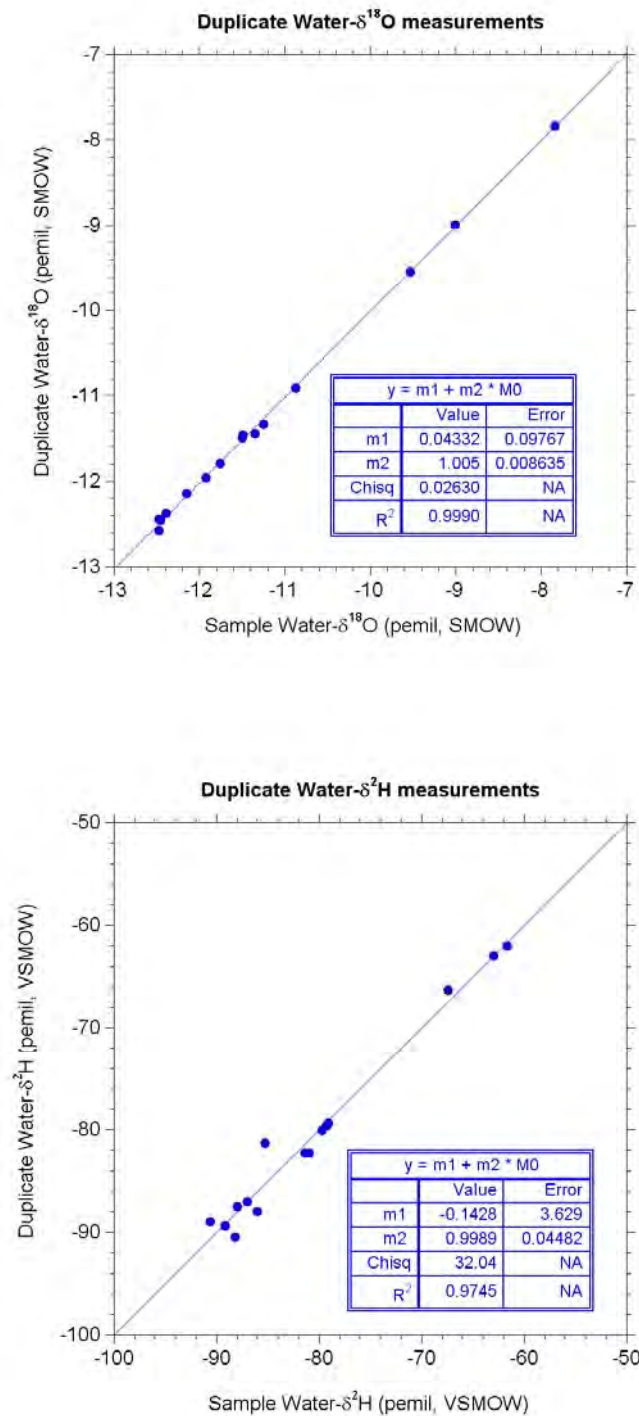 Duplicate Water-δ¹⁸O measurements
-7
-8
-9
-10
-11
-12
-13
Duplicate Water-δ¹⁸O (pemil, SMOW)
y = m1 + m2 * M0
Value Error
m1 0.04332 0.09767
m2 1.005 0.008635
Chisq 0.02630 NA
R² 0.9990 NA
-13 -12 -11 -10 -9 -8 -7
Sample Water-δ¹⁸O (pemil, SMOW)
Duplicate Water-δ²H measurements
-50
-60
-70
-80
-90
-100
Duplicate Water-δ²H (pemil, VSMOW)
y = m1 + m2 * M0
Value Error
m1 -0.1428 3.629
m2 0.9989 0.04482
Chisq 32.04 NA
R² 0.9745 NA
-100 -90 -80 -70 -60 -50
Sample Water-δ²H (pemil, VSMOW)